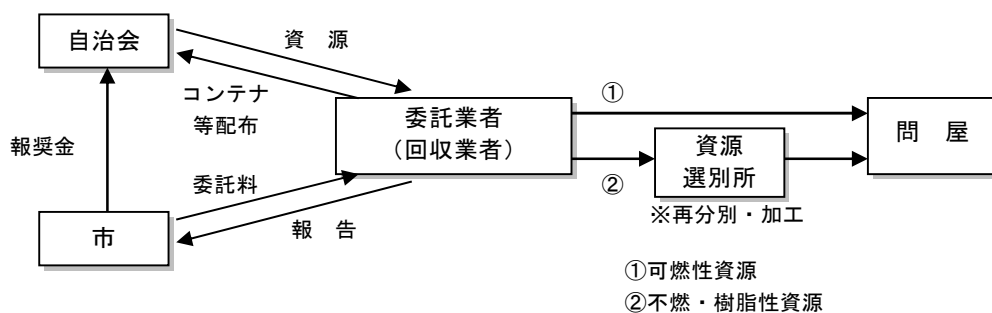 自治会
資　源
コンテナ
等配布
報奨金
委託業者
（回収業者）
①
問　屋
資源
選別所
②
※再分別・加工
委託料
報　告
市
①可燃性資源
②不燃・樹脂性資源